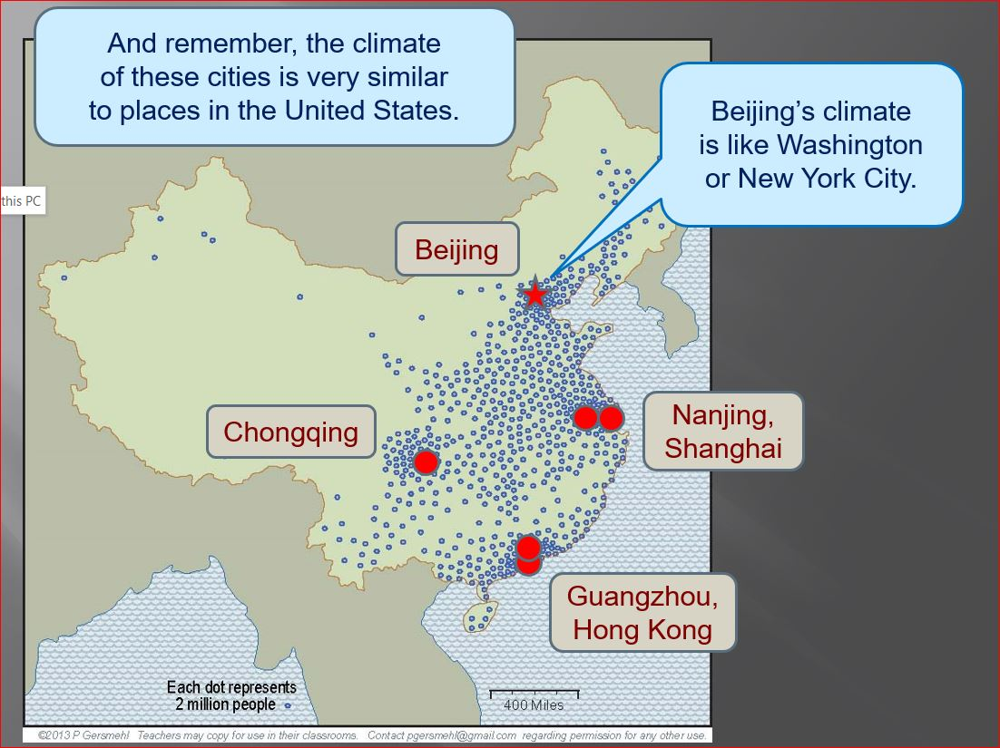 And remember, the climate
of these cities is very similar
to places in the United States.
Beijing’s climate
is like Washington
or New York City.
this PC
Beijing
Chongqing
Nanjing,
Shanghai
Guangzhou,
Hong Kong
Each dot represents
2 million people
400 Miles
©2013 P Gersmehl Teachers may copy for use in their classrooms. Contact pgersmehl@gmail.com regarding permission for any other use.